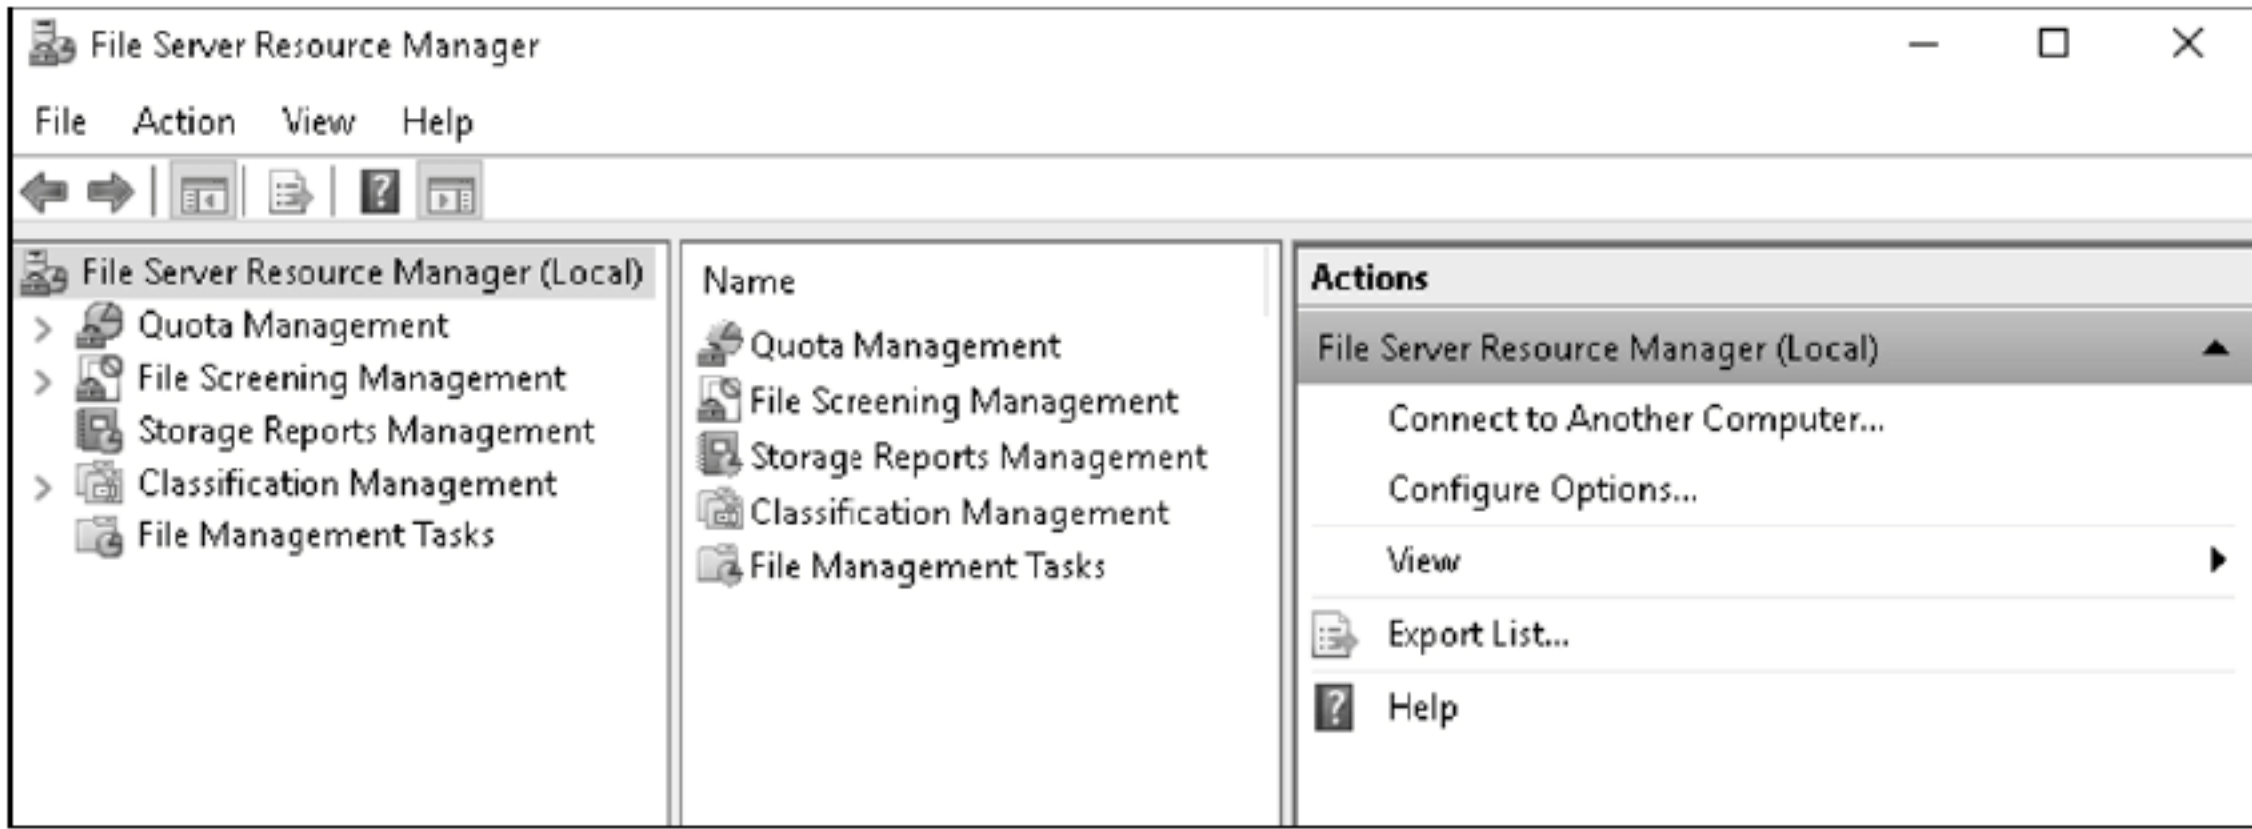 File Server Resource Manager
File Action View Help
File Server Resource Manager (Local)
Quota Management
File Screening Management
Storage Reports Management
Classification Management
File Management Tasks
Name
Quota Management
File Screening Management
Storage Reports Management
Classification Management
File Management Tasks
Actions
File Server Resource Manager (Local)
Connect to Another Computer...
Configure Options...
View
Export List...
Help